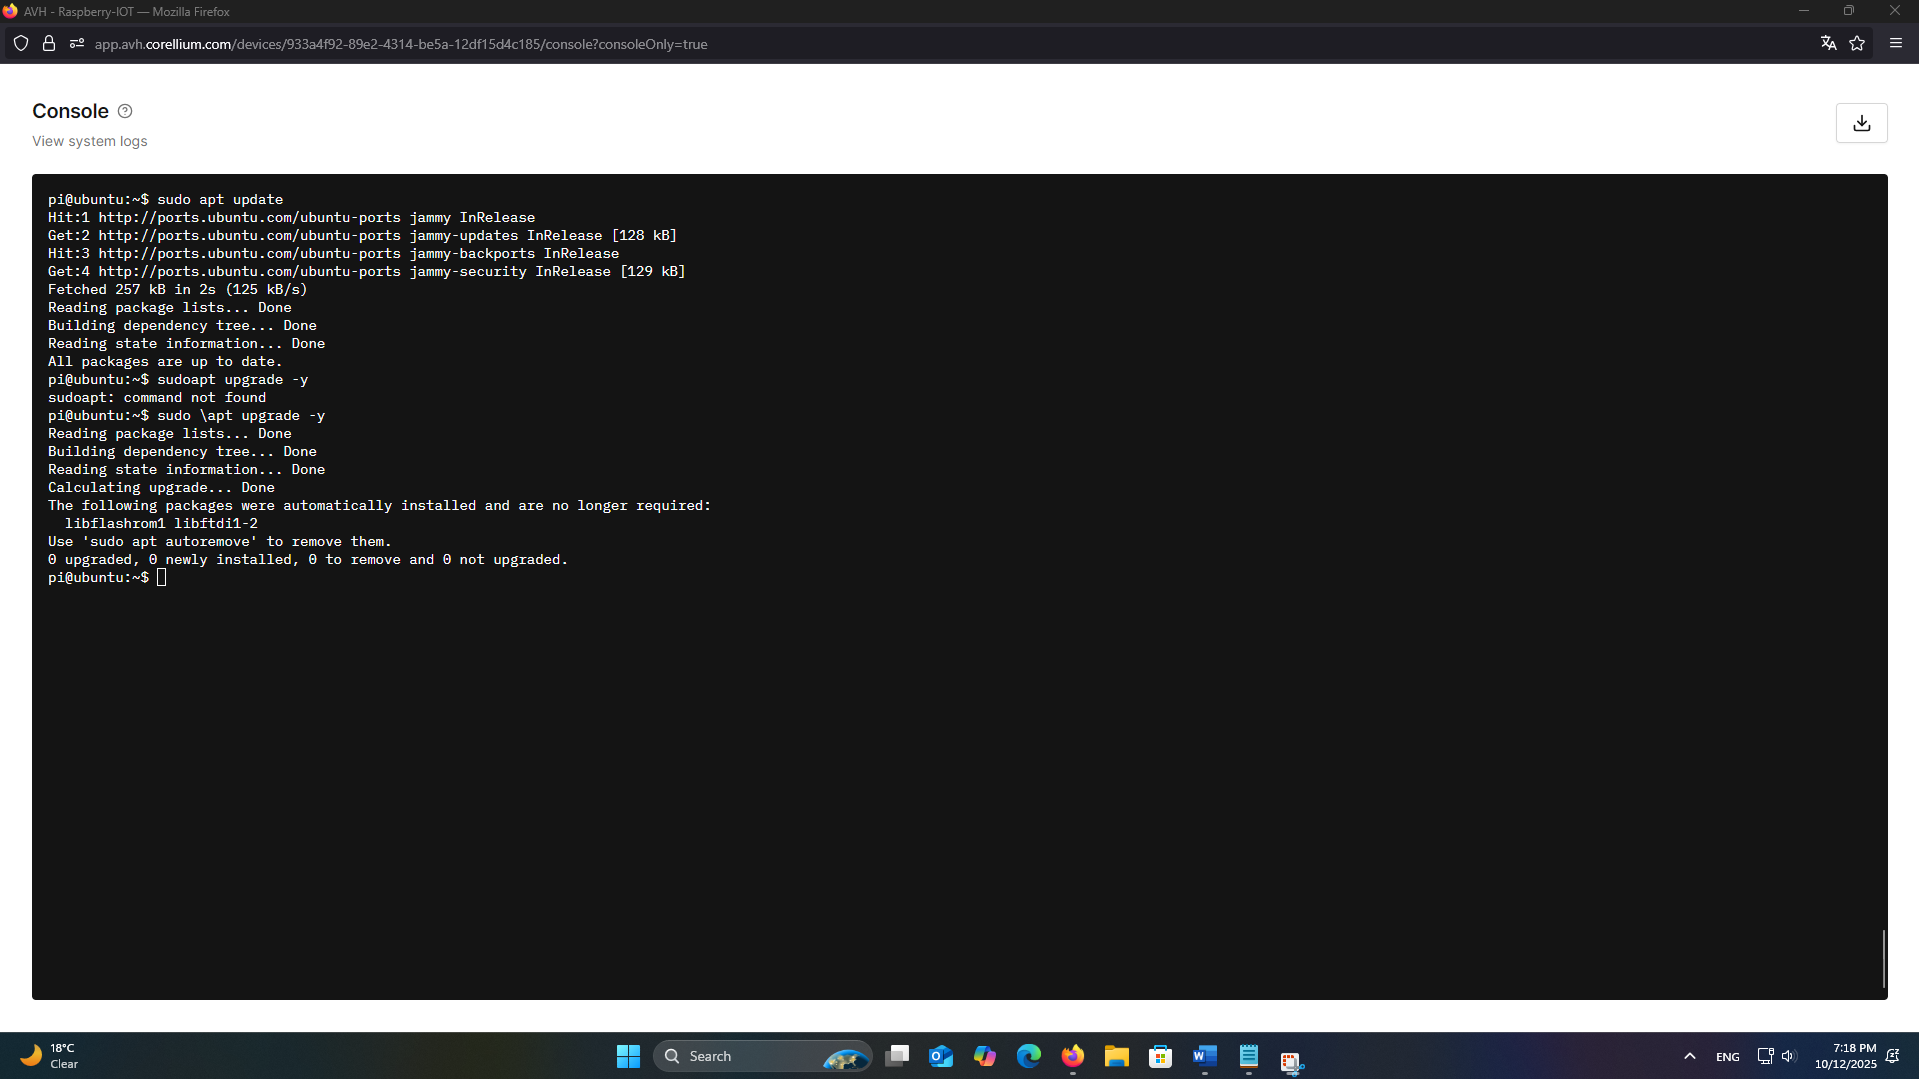 AVH - Raspberry-IOT — Mozilla Firefox
app.avh.corellium.com/devices/933a4f92-89e2-4314-be5a-12df15d4c185/console?consoleOnly=true
Console
View system logs
pi@ubuntu:~$ sudo apt update
Hit:1 http://ports.ubuntu.com/ubuntu-ports jammy InRelease
Get:2 http://ports.ubuntu.com/ubuntu-ports jammy-updates InRelease [128 kB]
Hit:3 http://ports.ubuntu.com/ubuntu-ports jammy-backports InRelease
Get:4 http://ports.ubuntu.com/ubuntu-ports jammy-security InRelease [129 kB]
Fetched 257 kB in 2s (125 kB/s)
Reading package lists... Done
Building dependency tree... Done
Reading state information... Done
All packages are up to date.
pi@ubuntu:~$ sudoapt upgrade -y
sudoapt: command not found
pi@ubuntu:~$ sudo \apt upgrade -y
Reading package lists... Done
Building dependency tree... Done
Reading state information... Done
Calculating upgrade... Done
The following packages were automatically installed and are no longer required:
  libflashrom1 libftdi1-2
Use 'sudo apt autoremove' to remove them.
0 upgraded, 0 newly installed, 0 to remove and 0 not upgraded.
pi@ubuntu:~$
18°C
Clear
Search
ENG
7:18 PM
10/12/2025